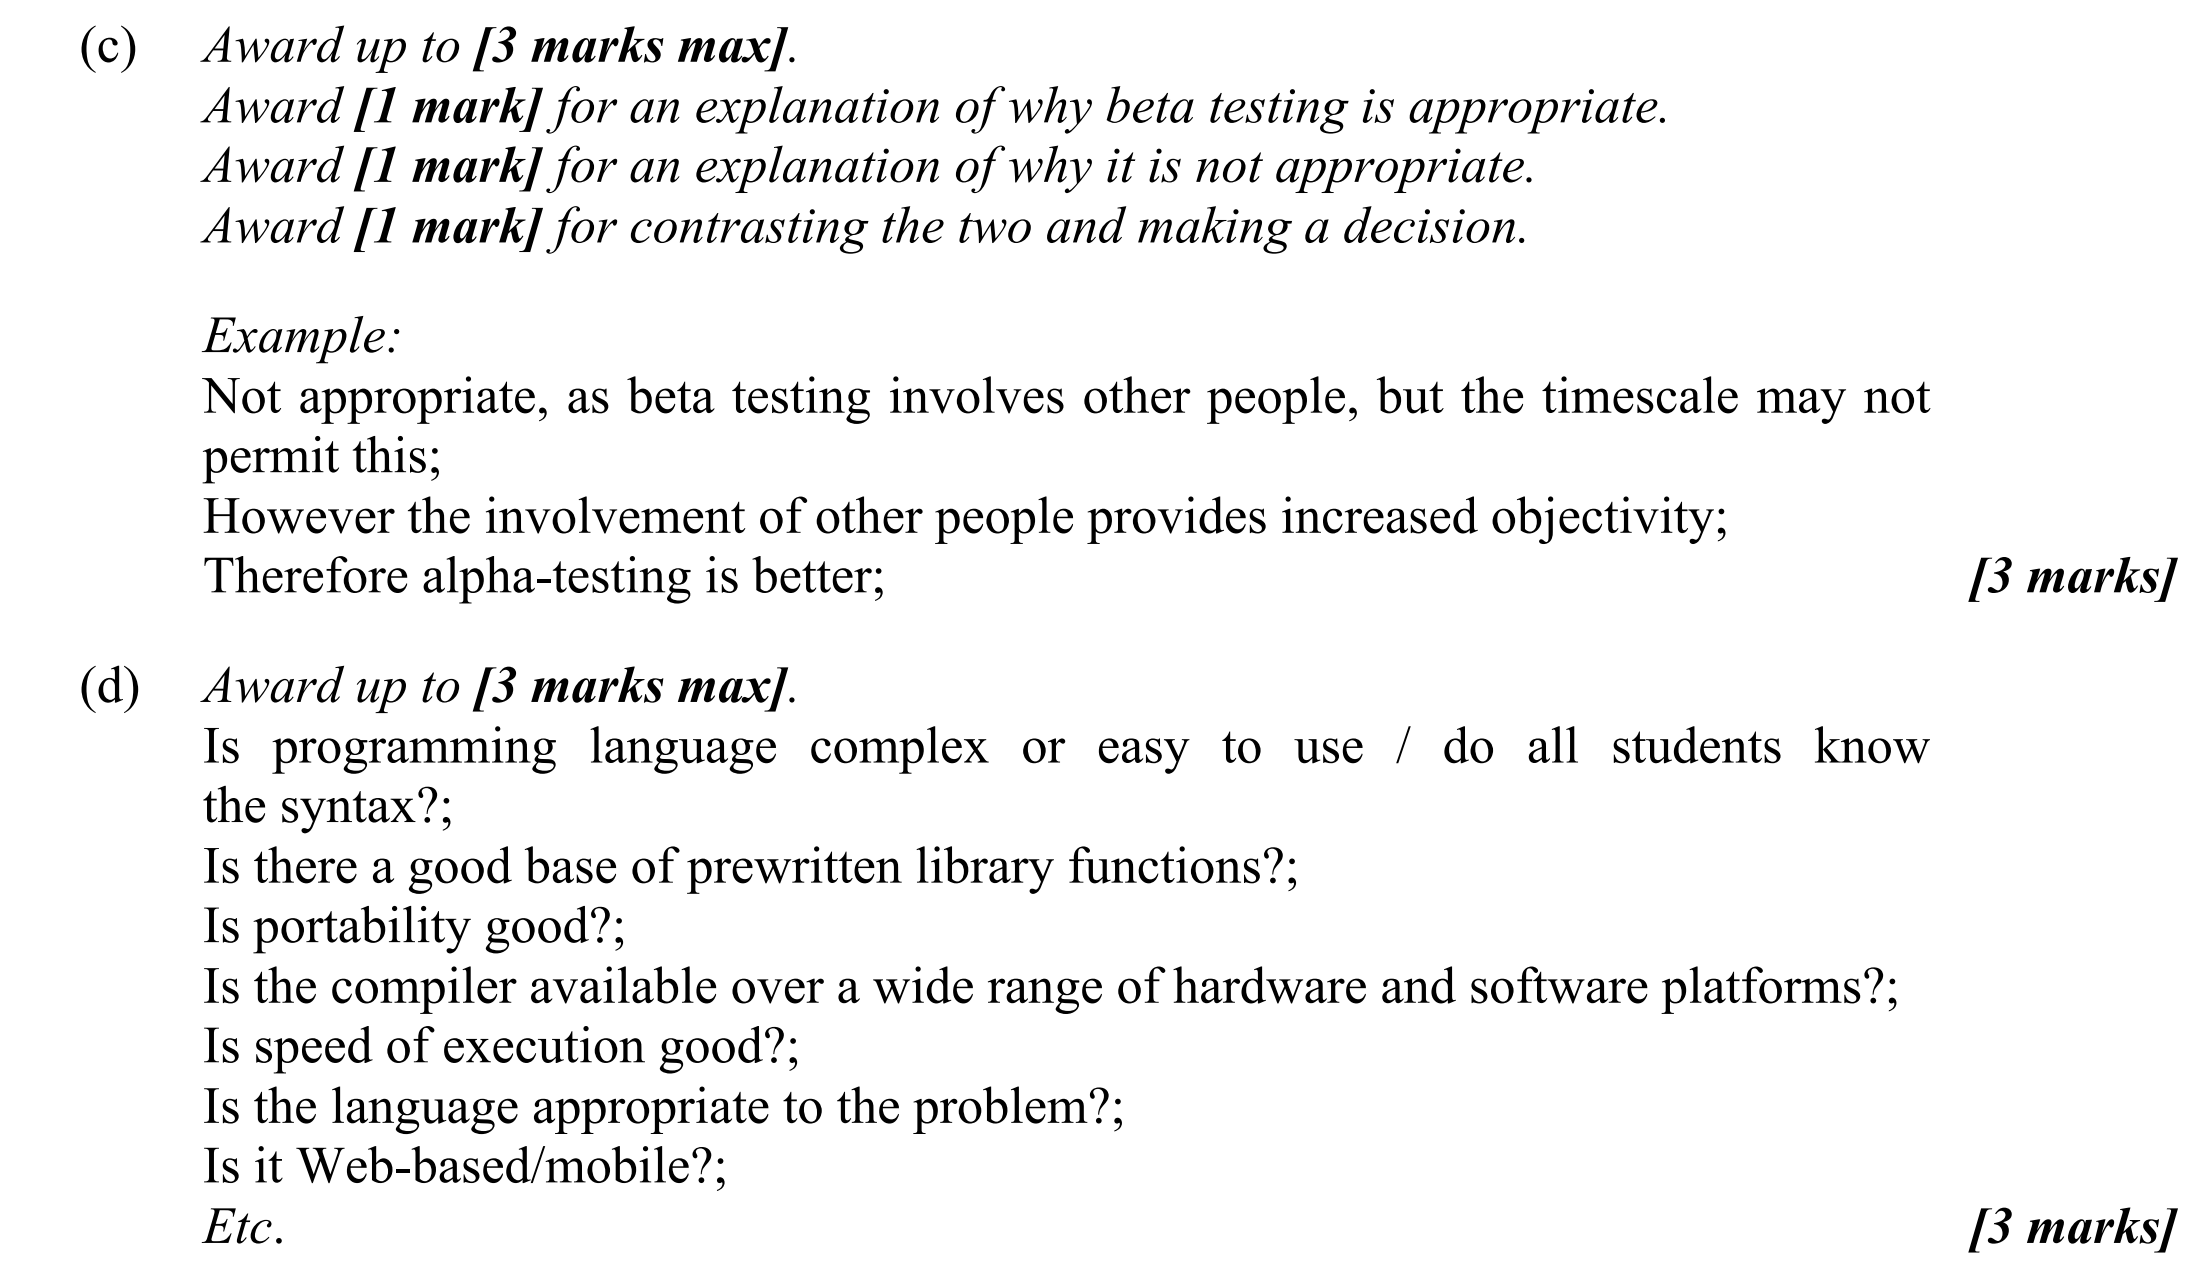 (c) Award up to [3 marks max].
Award [1 mark] for an explanation of why beta testing is appropriate.
Award [1 mark] for an explanation of why it is not appropriate.
Award [1 mark] for contrasting the two and making a decision.
Example:
Not appropriate, as beta testing involves other people, but the timescale may not
permit this;
However the involvement of other people provides increased objectivity;
Therefore alpha-testing is better; [3 marks]
(d) Award up to [3 marks max].
Is programming language complex or easy to use / do all students know
the syntax?;
Is there a good base of prewritten library functions?;
Is portability good?;
Is the compiler available over a wide range of hardware and software platforms?;
Is speed of execution good?;
Is the language appropriate to the problem?;
Is it Web-based/mobile?;
Etc. [3 marks]